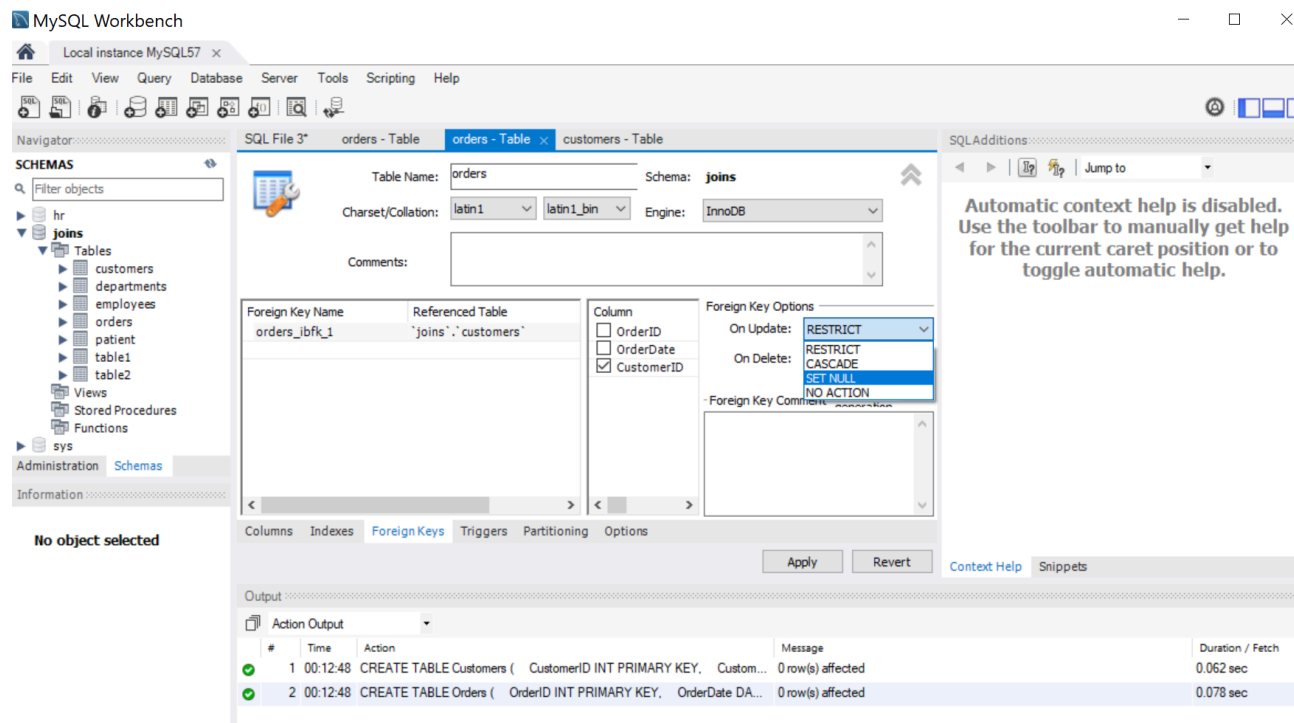 MySQL Workbench
Local instance MySQL57
File Edit View Query Database Server Tools Scripting Help
Navigator
SCHEMAS
Filter objects
hr
joins
Tables
customers
departments
employees
orders
patient
table1
table2
Views
Stored Procedures
Functions
sys
Administration Schemas
Information
No object selected
SQL File 3* orders - Table orders - Table customers - Table
Table Name: orders Schema: joins
Charset/Collation: latin1 latin1_bin Engine: InnoDB
Comments:
Foreign Key Name Referenced Table
orders_ibfk_1 `joins`.`customers`
Column
OrderID
OrderDate
CustomerID
Foreign Key Options
On Update: RESTRICT
RESTRICT
On Delete: CASCADE
SET NULL
NO ACTION
Foreign Key Comment
Columns Indexes Foreign Keys Triggers Partitioning Options
Apply Revert
SQLAdditions
Jump to
Automatic context help is disabled.
Use the toolbar to manually get help
for the current caret position or to
toggle automatic help.
Context Help Snippets
Output
Action Output
# Time Action Message Duration / Fetch
1 00:12:48 CREATE TABLE Customers ( CustomerID INT PRIMARY KEY, Custom... 0 row(s) affected 0.062 sec
2 00:12:48 CREATE TABLE Orders ( OrderID INT PRIMARY KEY, OrderDate DA... 0 row(s) affected 0.078 sec